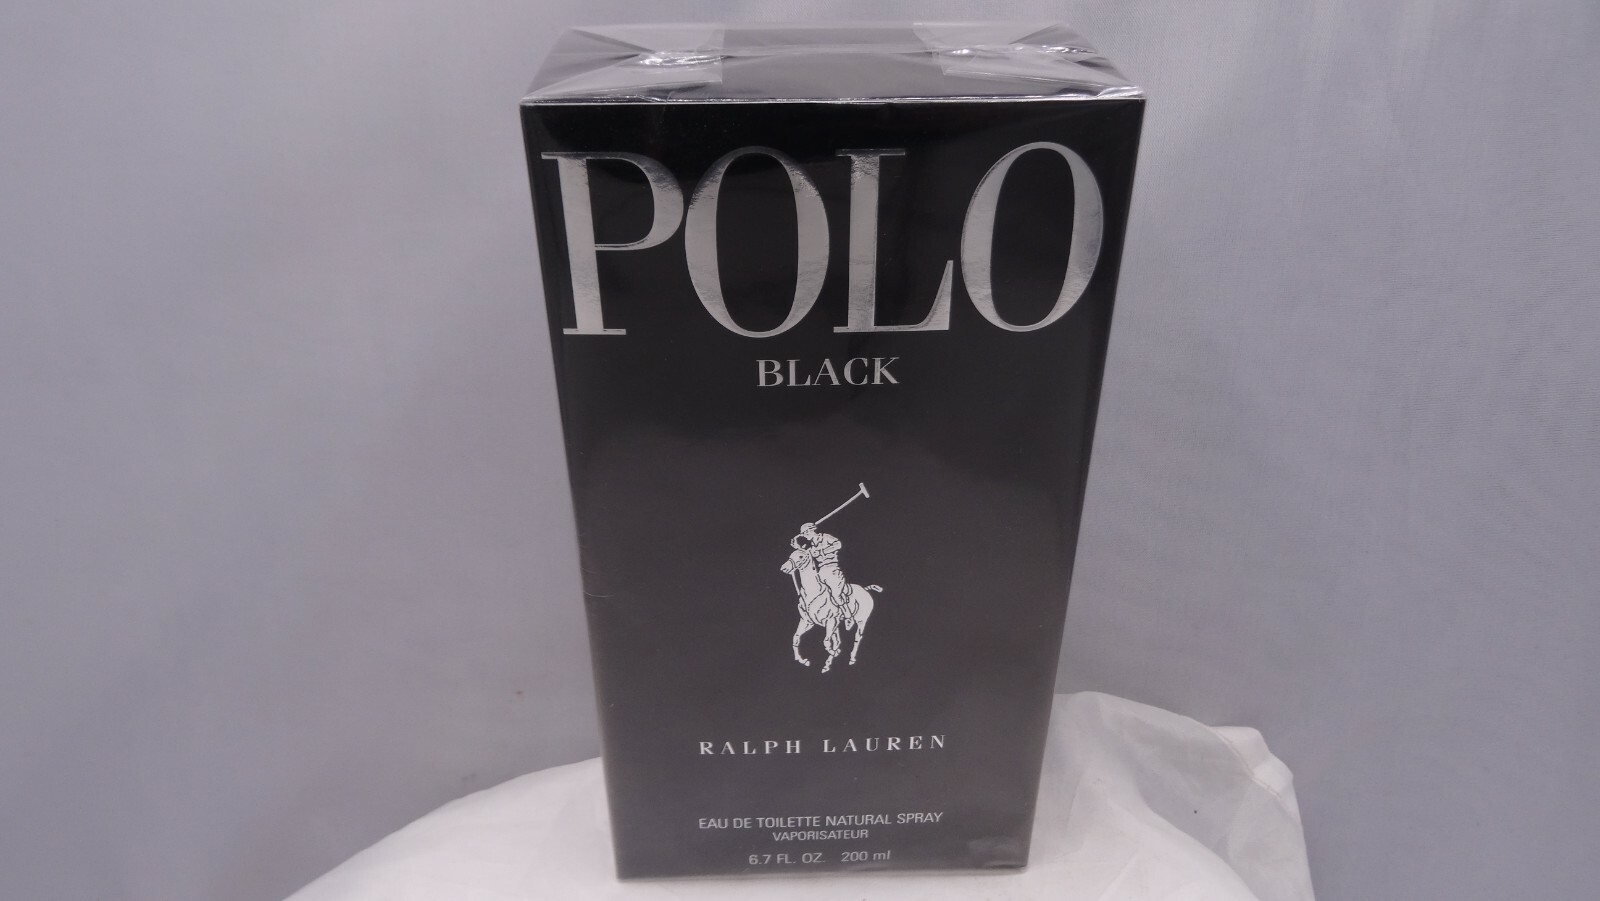 POLO
BLACK
RALPH LAUREN
EAU DE TOILETTE NATURAL SPRAY
VAPORISATEUR
6.7 FL. OZ. 200 ml